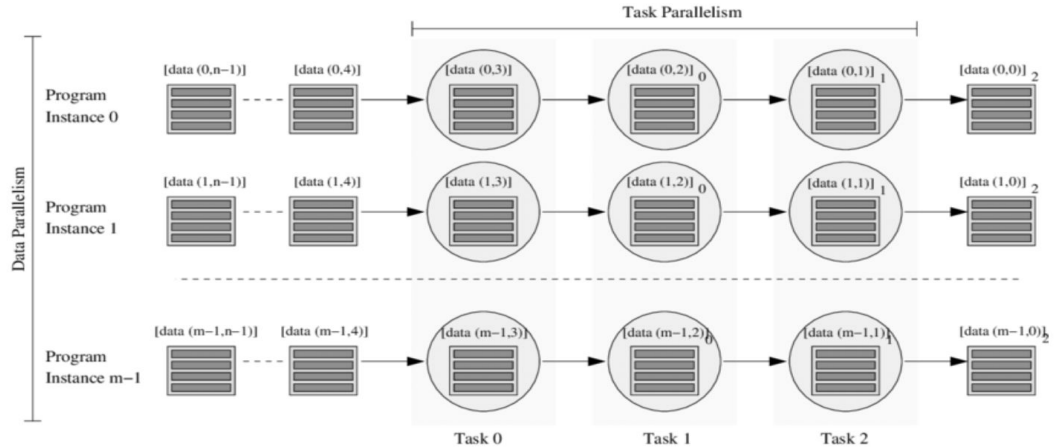 Task Parallelism
[data (0,n−1)] [data (0,4)] [data (0,3)] [data (0,2)]0 [data (0,1)]1 [data (0,0)]2
Program
Instance 0
[data (1,n−1)] [data (1,4)] [data (1,3)] [data (1,2)]0 [data (1,1)]1 [data (1,0)]2
Program
Instance 1
Data Parallelism
[data (m−1,n−1)] [data (m−1,4)] [data (m−1,3)] [data (m−1,2)]0 [data (m−1,1)]1 [data (m−1,0)]2
Program
Instance m−1
Task 0 Task 1 Task 2